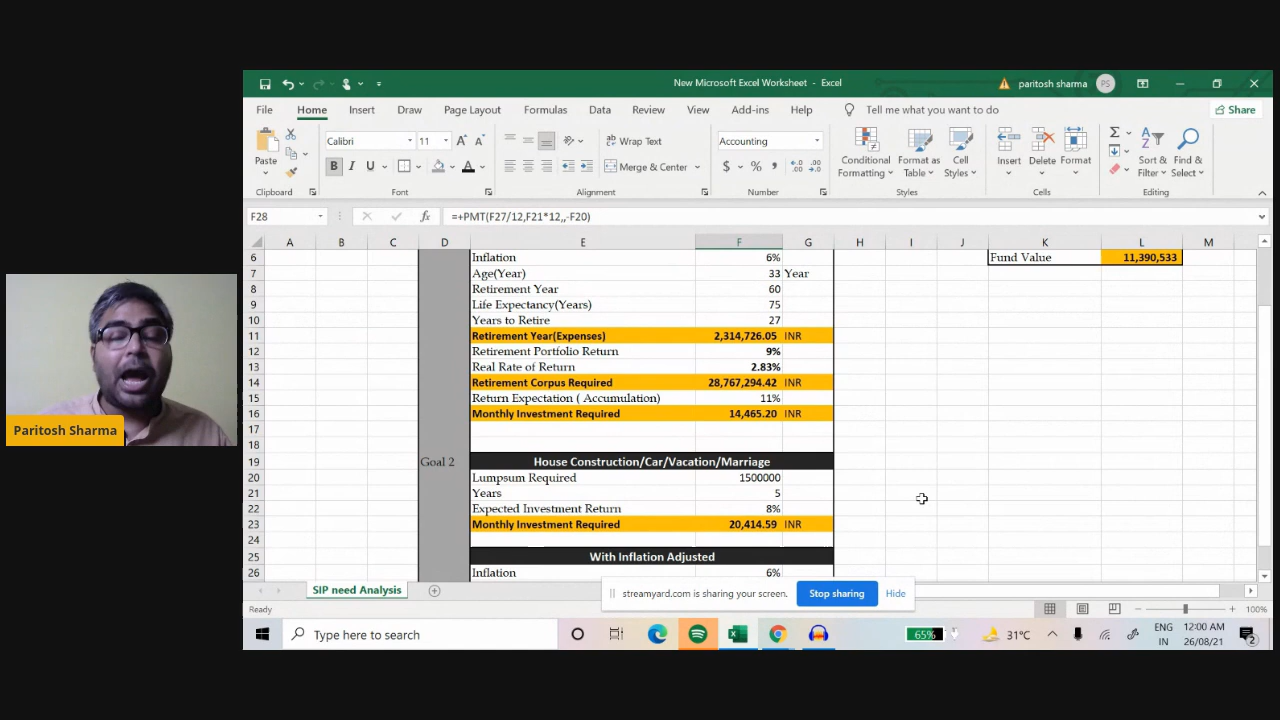 New Microsoft Excel Worksheet - Excel
paritosh sharma PS
File Home Insert Draw Page Layout Formulas Data Review View Add-ins Help Tell me what you want to do Share
Paste
Calibri 11 A A
B I U A
ab Wrap Text
Merge & Center
Accounting
$ % ,
Conditional Formatting
Format as Table
Cell Styles
Insert Delete Format
Sort & Filter
Find & Select
Clipboard Font Alignment Number Styles Cells Editing
F28 fx =+PMT(F27/12,F21*12,,-F20)
A B C D E F G H I J K L M
6 Inflation 6% Fund Value 11,390,533
7 Age(Year) 33 Year
8 Retirement Year 60
9 Life Expectancy(Years) 75
10 Years to Retire 27
11 Retirement Year(Expenses) 2,314,726.05 INR
12 Retirement Portfolio Return 9%
13 Real Rate of Return 2.83%
14 Retirement Corpus Required 28,767,294.42 INR
15 Return Expectation ( Accumulation) 11%
16 Monthly Investment Required 14,465.20 INR
17
18
19 Goal 2 House Construction/Car/Vacation/Marriage
20 Lumpsum Required 1500000
21 Years 5
22 Expected Investment Return 8%
23 Monthly Investment Required 20,414.59 INR
24
25 With Inflation Adjusted
26 Inflation 6%
Paritosh Sharma
SIP need Analysis
streamyard.com is sharing your screen. Stop sharing Hide
Ready 100%
Type here to search
65% 31°C ENG IN 12:00 AM 26/08/21 2